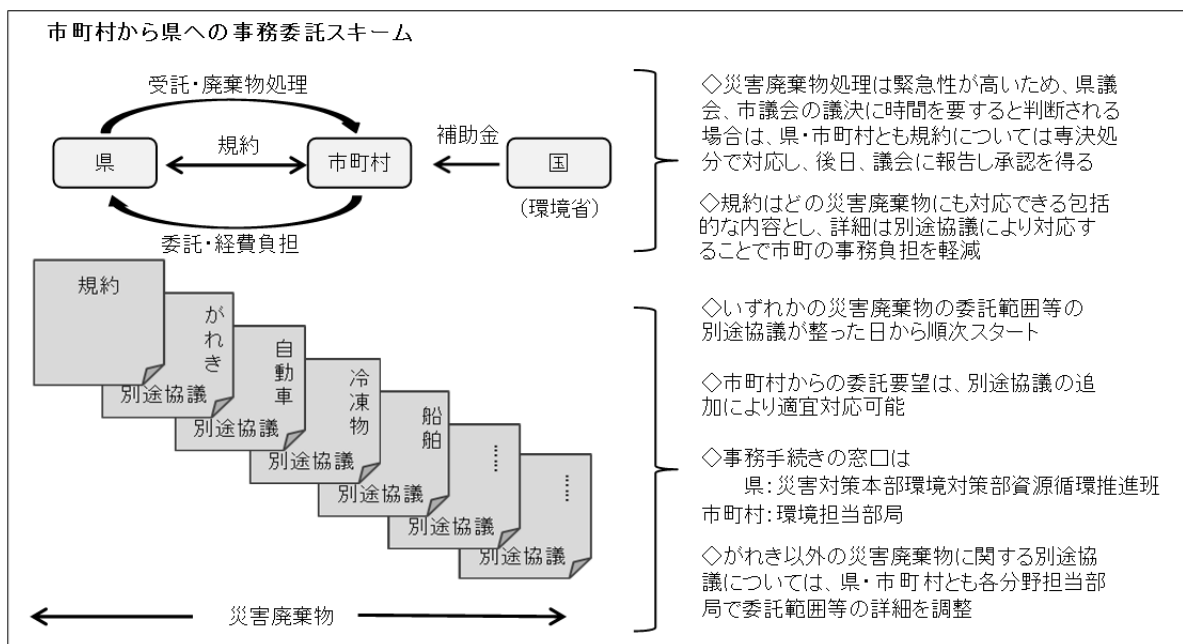 市町村から県への事務委託スキーム
受託・廃棄物処理
県
規約
市町村
補助金
国
(環境省)
委託・経費負担
◇災害廃棄物処理は緊急性が高いため、県議
会、市議会の議決に時間を要すると判断される
場合は、県・市町村とも規約については専決処
分で対応し、後日、議会に報告し承認を得る
◇規約はどの災害廃棄物にも対応できる包括
的な内容とし、詳細は別途協議により対応す
ることで市町の事務負担を軽減
規約
がれき
別途協議
自動車
別途協議
冷凍物
別途協議
船舶
別途協議
……
別途協議
……
別途協議
災害廃棄物
◇いずれかの災害廃棄物の委託範囲等の
別途協議が整った日から順次スタート
◇市町村からの委託要望は、別途協議の追
加により適宜対応可能
◇事務手続きの窓口は
県:災害対策本部環境対策部資源循環推進班
市町村:環境担当部局
◇がれき以外の災害廃棄物に関する別途協
議については、県・市町村とも各分野担当部
局で委託範囲等の詳細を調整